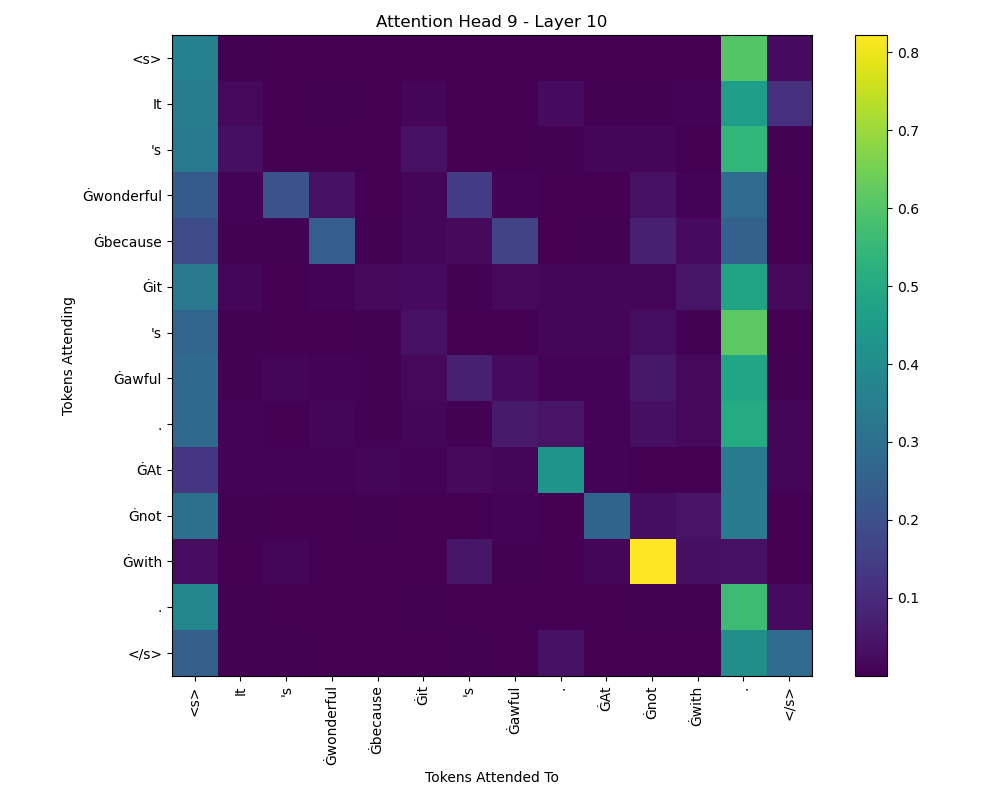 Attention Head 9 - Layer 10
<s>
It
's
Ġwonderful
Ġbecause
Ġit
's
Ġawful
.
ĠAt
Ġnot
Ġwith
.
</s>
Tokens Attending
<s>
It
's
Ġwonderful
Ġbecause
Ġit
's
Ġawful
.
ĠAt
Ġnot
Ġwith
.
</s>
Tokens Attended To
0.8
0.7
0.6
0.5
0.4
0.3
0.2
0.1